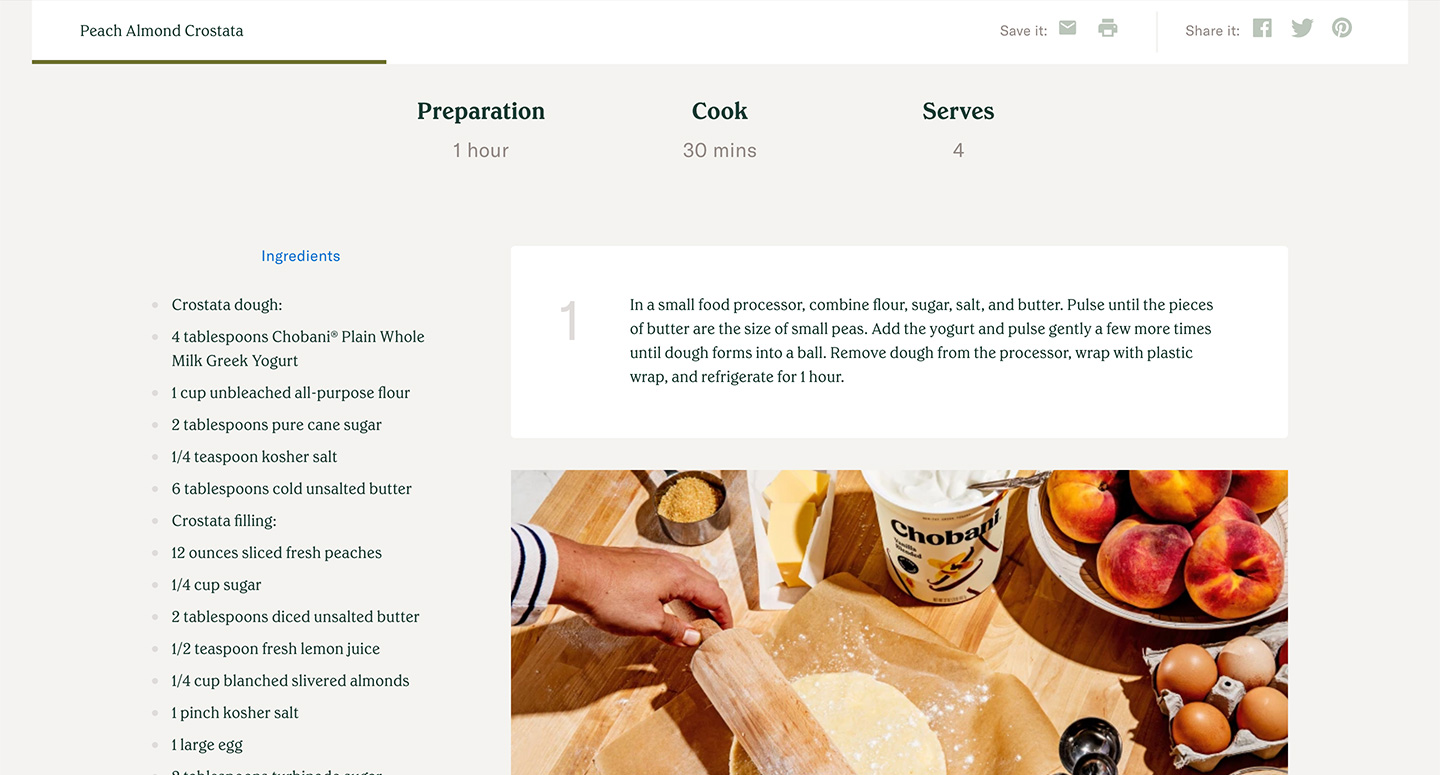 Peach Almond Crostata
Save it:
Share it:
Preparation
Cook
Serves
1 hour
30 mins
4
Ingredients
Crostata dough:
4 tablespoons Chobani® Plain Whole
Milk Greek Yogurt
1 cup unbleached all-purpose flour
2 tablespoons pure cane sugar
1/4 teaspoon kosher salt
6 tablespoons cold unsalted butter
Crostata filling:
12 ounces sliced fresh peaches
1/4 cup sugar
2 tablespoons diced unsalted butter
1/2 teaspoon fresh lemon juice
1/4 cup blanched slivered almonds
1 pinch kosher salt
1 large egg
2 tablespoons turbinado sugar
1
In a small food processor, combine flour, sugar, salt, and butter. Pulse until the pieces
of butter are the size of small peas. Add the yogurt and pulse gently a few more times
until dough forms into a ball. Remove dough from the processor, wrap with plastic
wrap, and refrigerate for 1 hour.
Chobani
Vanilla
Blended